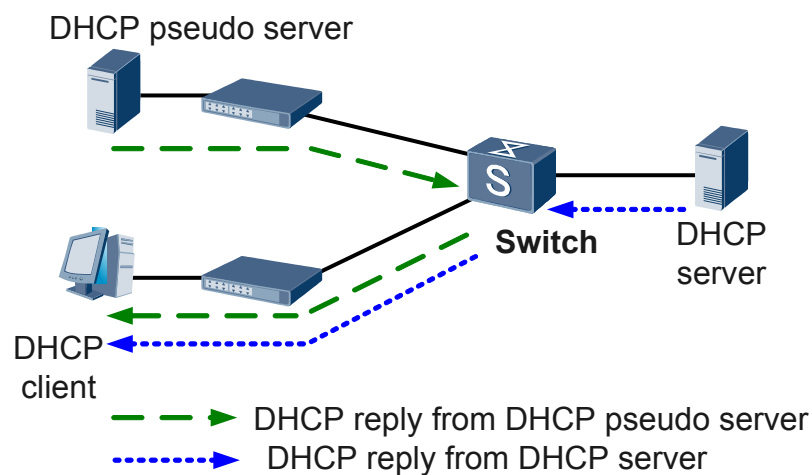 DHCP pseudo server
S
Switch
DHCP
server
DHCP
client
DHCP reply from DHCP pseudo server
DHCP reply from DHCP server